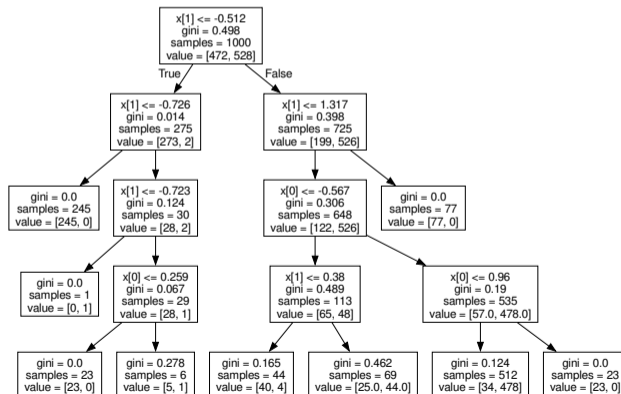 x[1] <= -0.512
gini = 0.498
samples = 1000
value = [472, 528]
True
False
x[1] <= -0.726
gini = 0.014
samples = 275
value = [273, 2]
x[1] <= 1.317
gini = 0.398
samples = 725
value = [199, 526]
gini = 0.0
samples = 245
value = [245, 0]
x[1] <= -0.723
gini = 0.124
samples = 30
value = [28, 2]
x[0] <= -0.567
gini = 0.306
samples = 648
value = [122, 526]
gini = 0.0
samples = 77
value = [77, 0]
gini = 0.0
samples = 1
value = [0, 1]
x[0] <= 0.259
gini = 0.067
samples = 29
value = [28, 1]
x[1] <= 0.38
gini = 0.489
samples = 113
value = [65, 48]
x[0] <= 0.96
gini = 0.19
samples = 535
value = [57.0, 478.0]
gini = 0.0
samples = 23
value = [23, 0]
gini = 0.278
samples = 6
value = [5, 1]
gini = 0.165
samples = 44
value = [40, 4]
gini = 0.462
samples = 69
value = [25.0, 44.0]
gini = 0.124
samples = 512
value = [34, 478]
gini = 0.0
samples = 23
value = [23, 0]